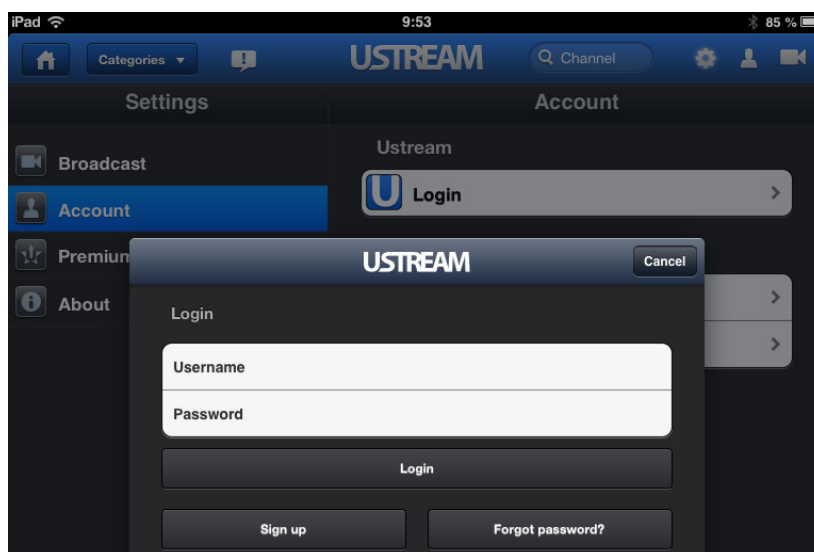 iPad 9:53 85 %
Categories USTREAM Channel
Settings Account
Ustream
Broadcast
Login
Account
Premium
USTREAM Cancel
About
Login
Username
Password
Login
Sign up Forgot password?